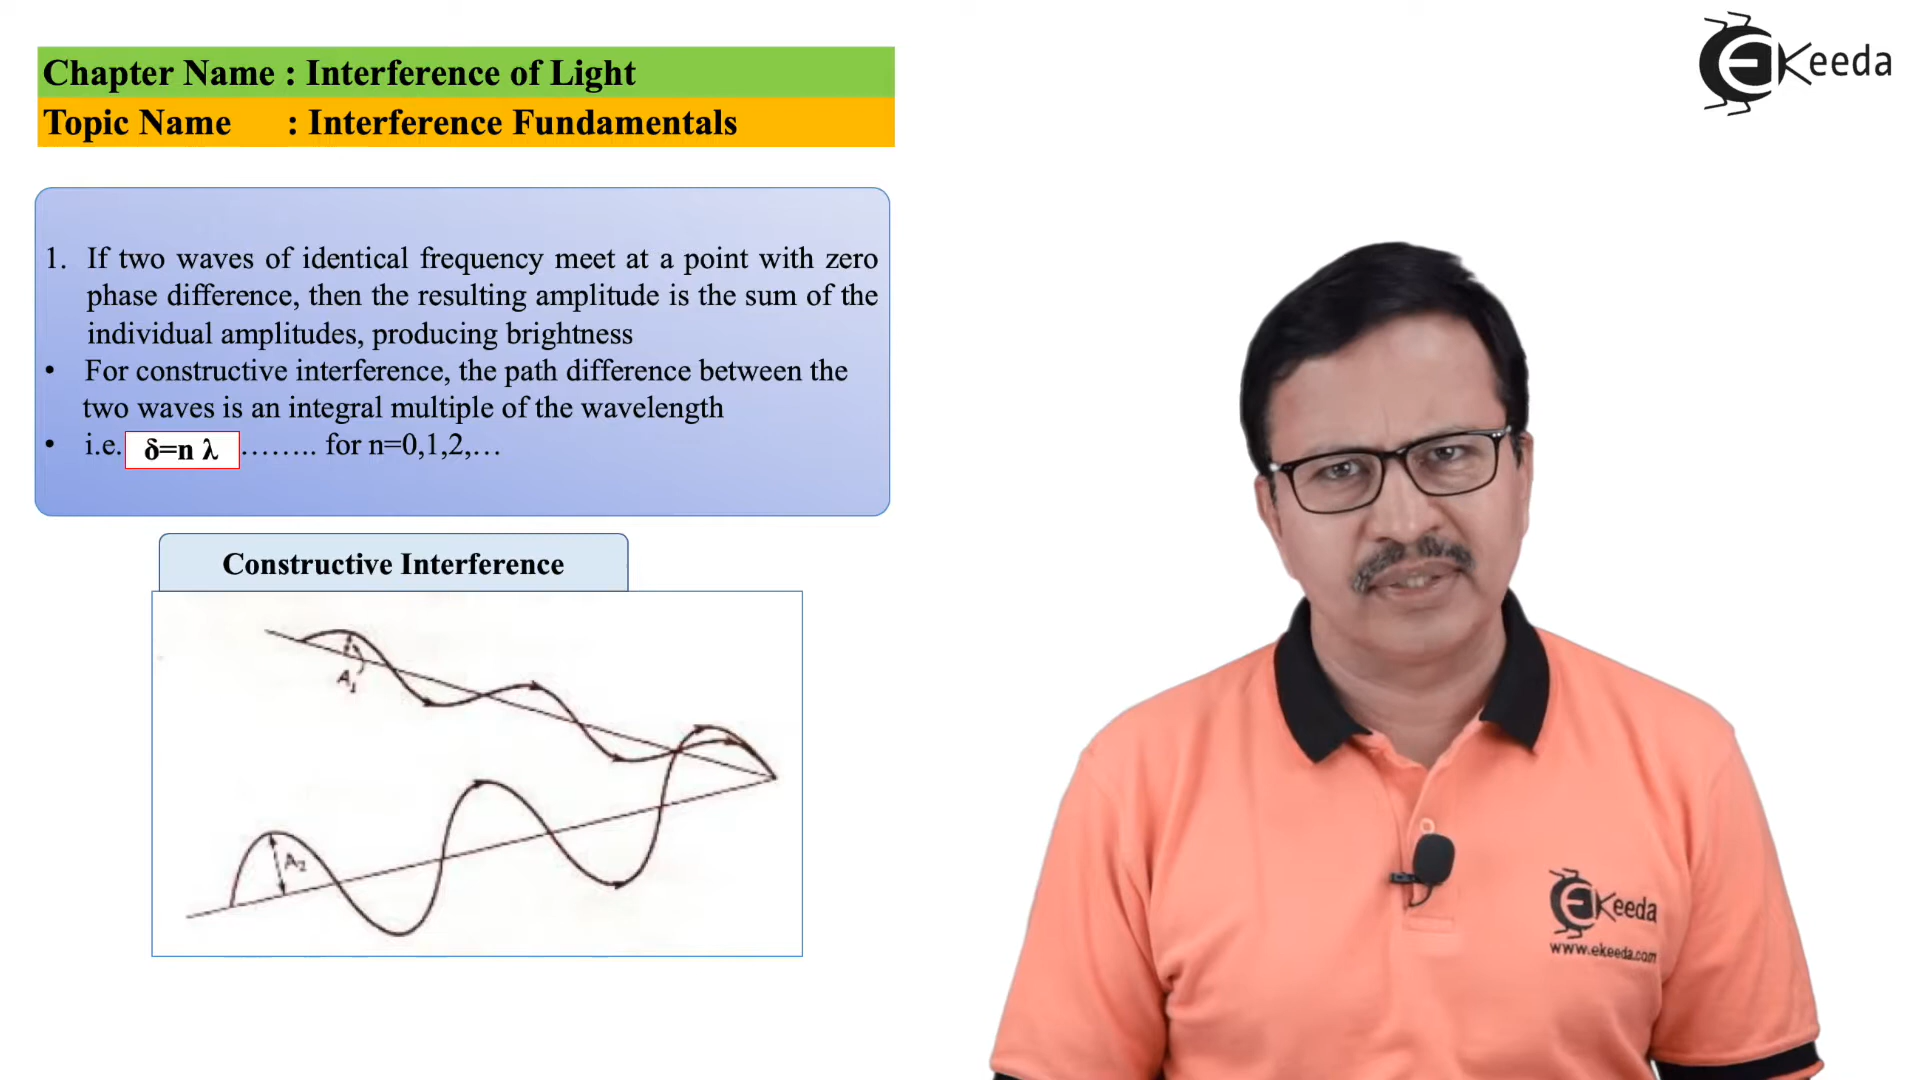 Chapter Name : Interference of Light
Topic Name : Interference Fundamentals
EKeeda
1. If two waves of identical frequency meet at a point with zero
phase difference, then the resulting amplitude is the sum of the
individual amplitudes, producing brightness
• For constructive interference, the path difference between the
two waves is an integral multiple of the wavelength
• i.e. δ=n λ …….. for n=0,1,2,…
Constructive Interference
A₁
A₂
EKeeda
www.ekeeda.com